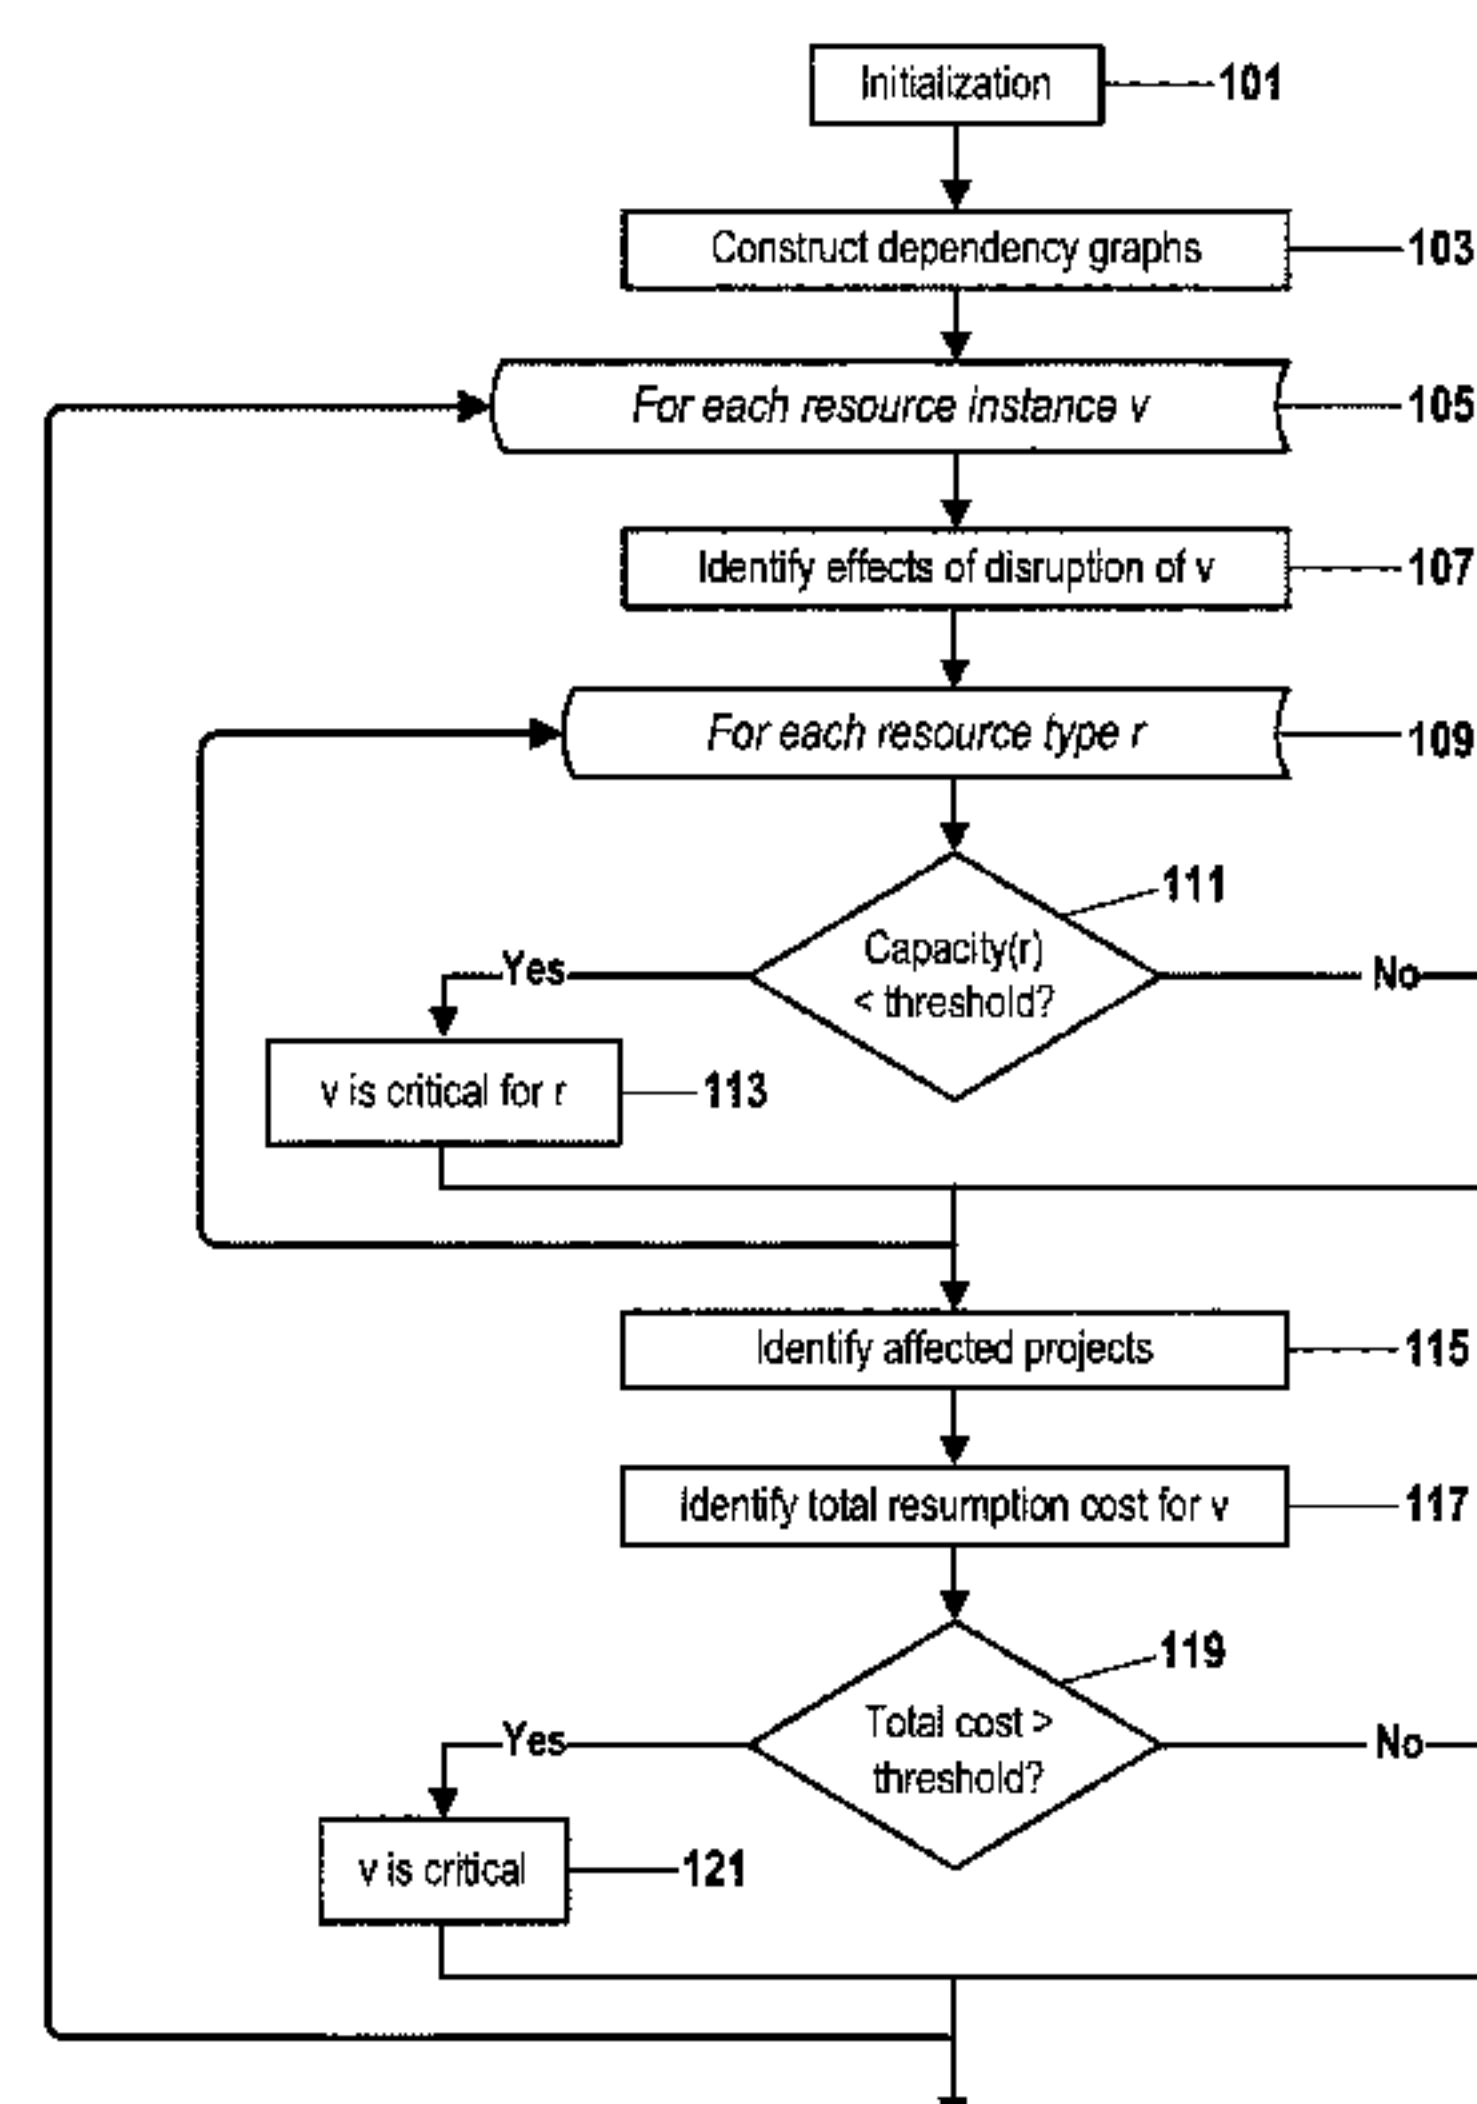 Initialization
101
Construct dependency graphs
103
For each resource instance v
105
Identify effects of disruption of v
107
For each resource type r
109
111
Capacity(r)
< threshold?
Yes
No
v is critical for r
113
Identify affected projects
115
Identify total resumption cost for v
117
119
Total cost >
threshold?
Yes
No
v is critical
121